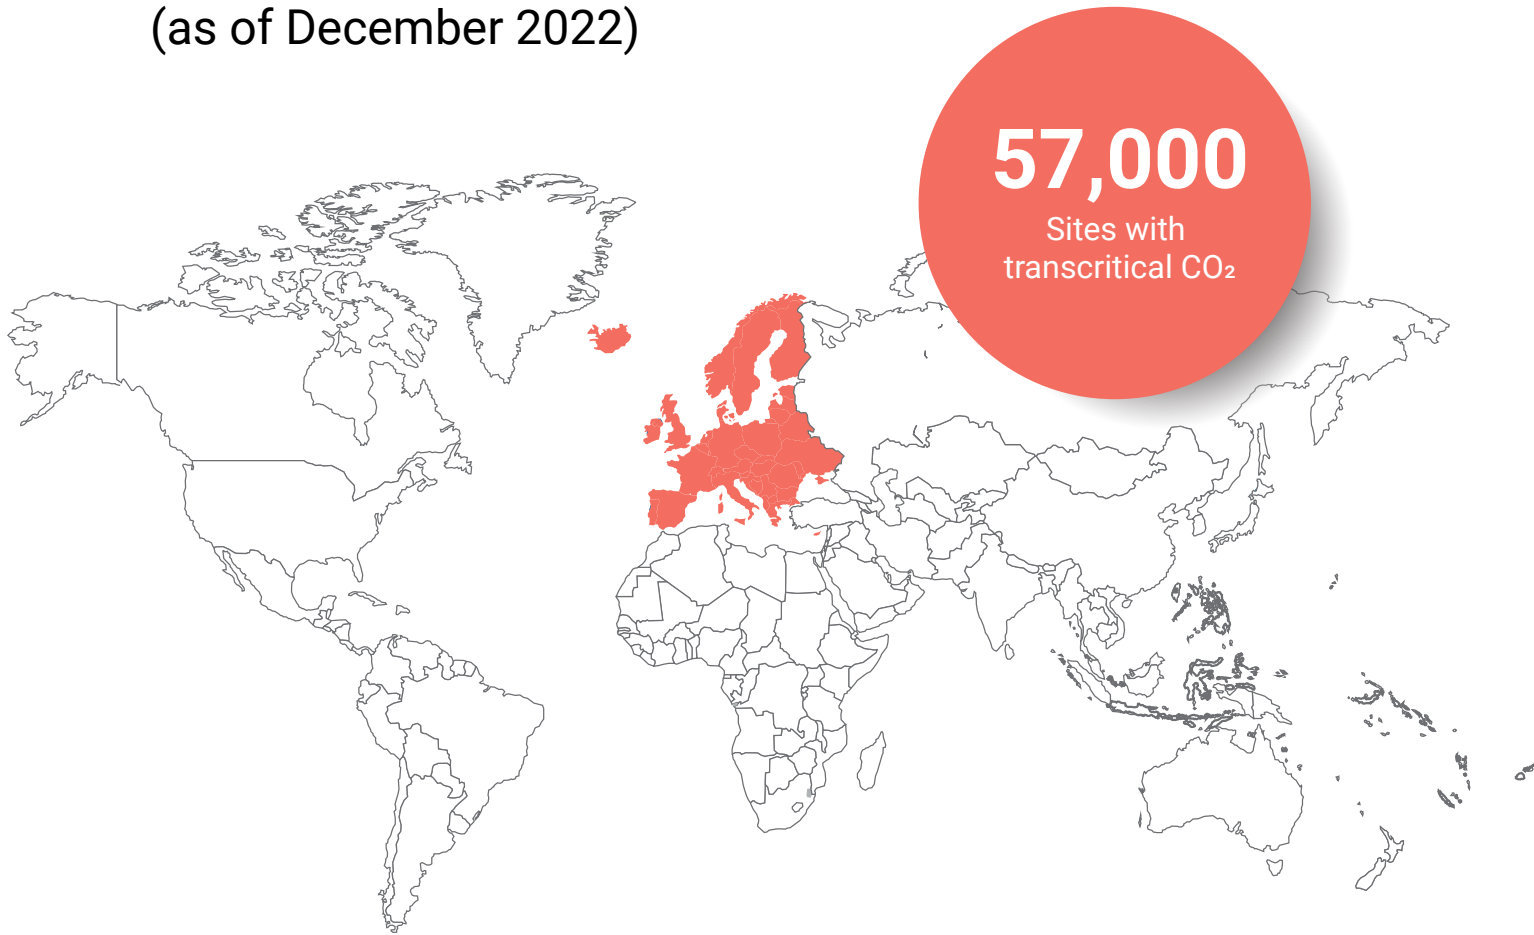 (as of December 2022)
57,000
Sites with
transcritical CO₂